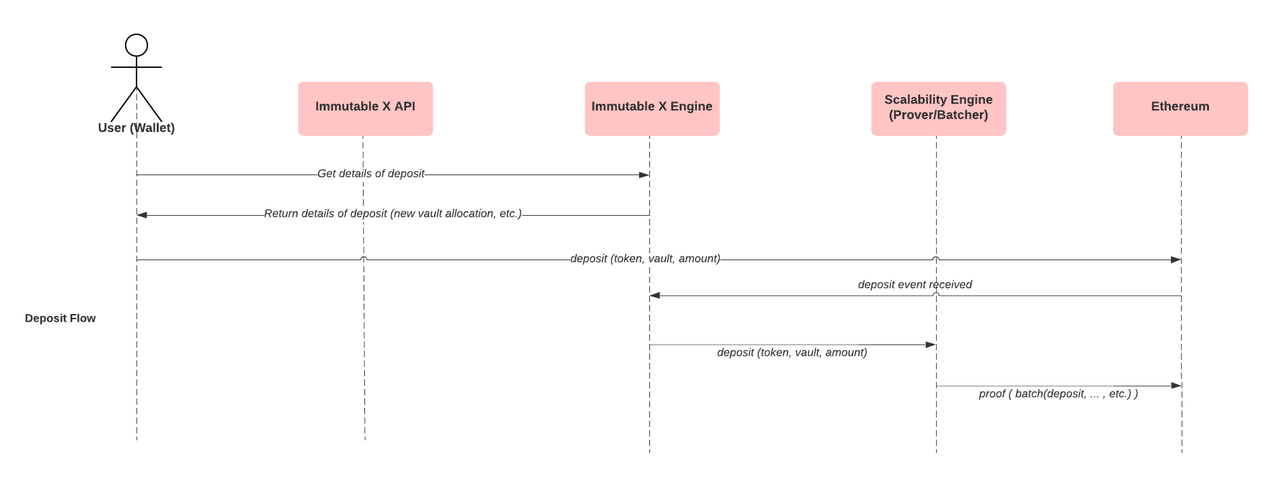 User (Wallet)
Immutable X API
Immutable X Engine
Scalability Engine
(Prover/Batcher)
Ethereum
Get details of deposit
Return details of deposit (new vault allocation, etc.)
deposit (token, vault, amount)
deposit event received
Deposit Flow
deposit (token, vault, amount)
proof ( batch(deposit, ... , etc.) )